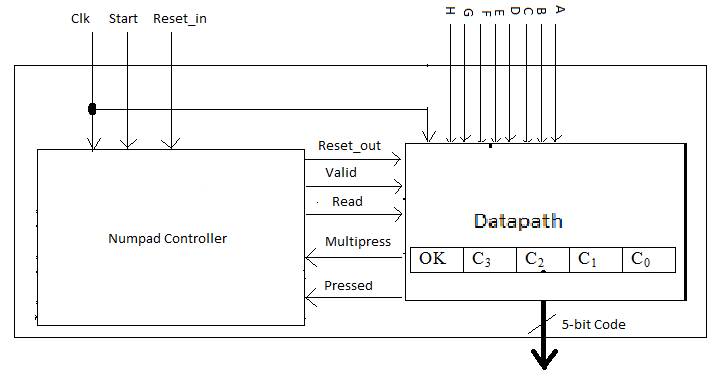 Clk Start Reset_in H G F E D C B A
Reset_out
Valid
Read
Numpad Controller
Multipress
Pressed
Datapath
OK C₃ C₂ C₁ C₀
5-bit Code